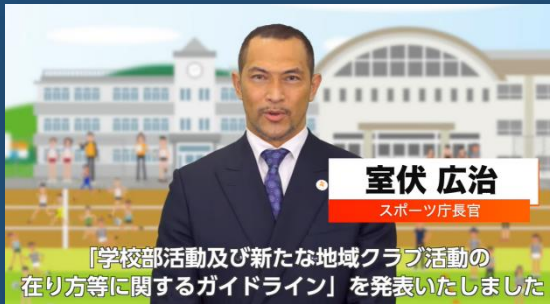 室伏 広治
スポーツ庁長官
「学校部活動及び新たな地域クラブ活動の
在り方等に関するガイドライン」を発表いたしました